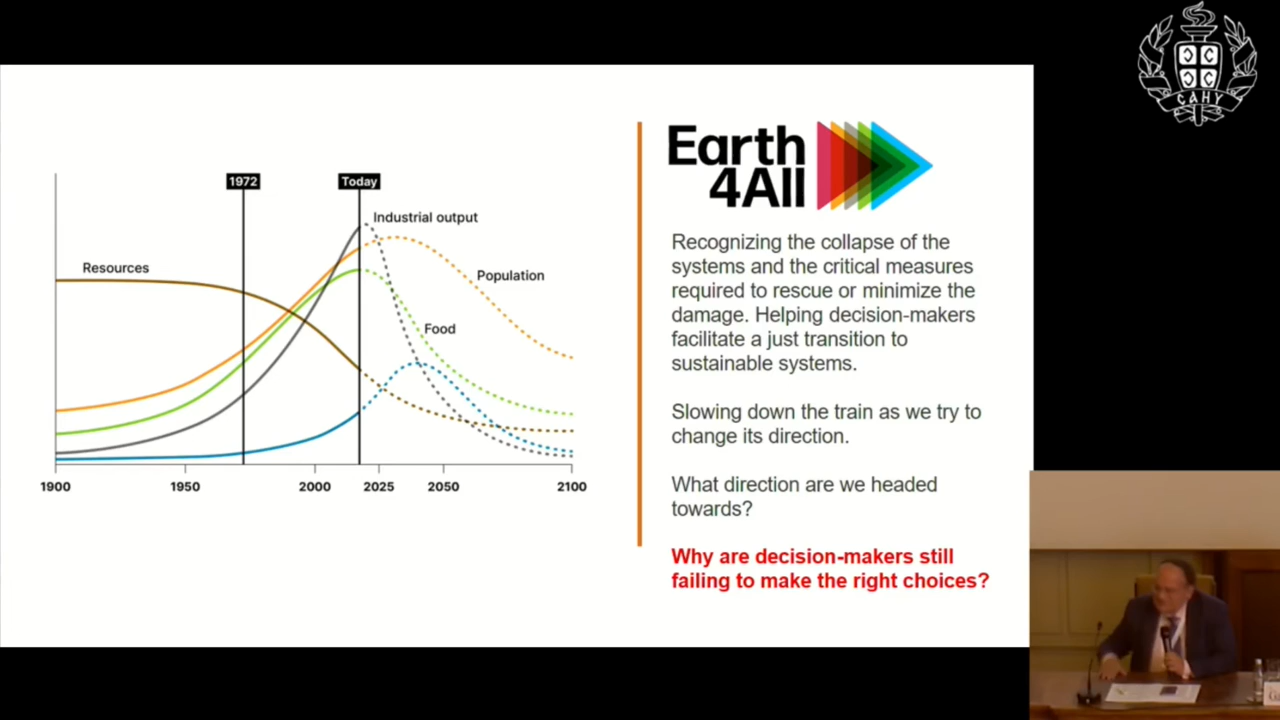 САНУ
1972
Today
Industrial output
Resources
Population
Food
1900
1950
2000
2025
2050
2100
Earth
4All
Recognizing the collapse of the
systems and the critical measures
required to rescue or minimize the
damage. Helping decision-makers
facilitate a just transition to
sustainable systems.
Slowing down the train as we try to
change its direction.
What direction are we headed
towards?
Why are decision-makers still
failing to make the right choices?